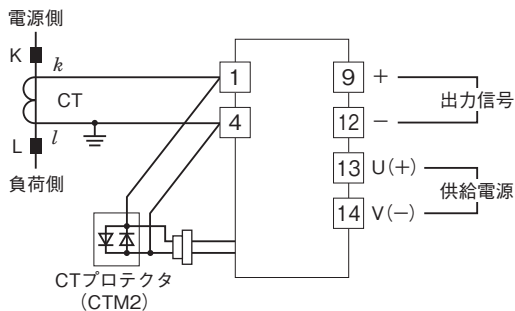 電源側
K
k
CT
L
l
負荷側
1
4
9 +
12 −
出力信号
13 U(+)
14 V(−)
供給電源
CTプロテクタ
(CTM2)